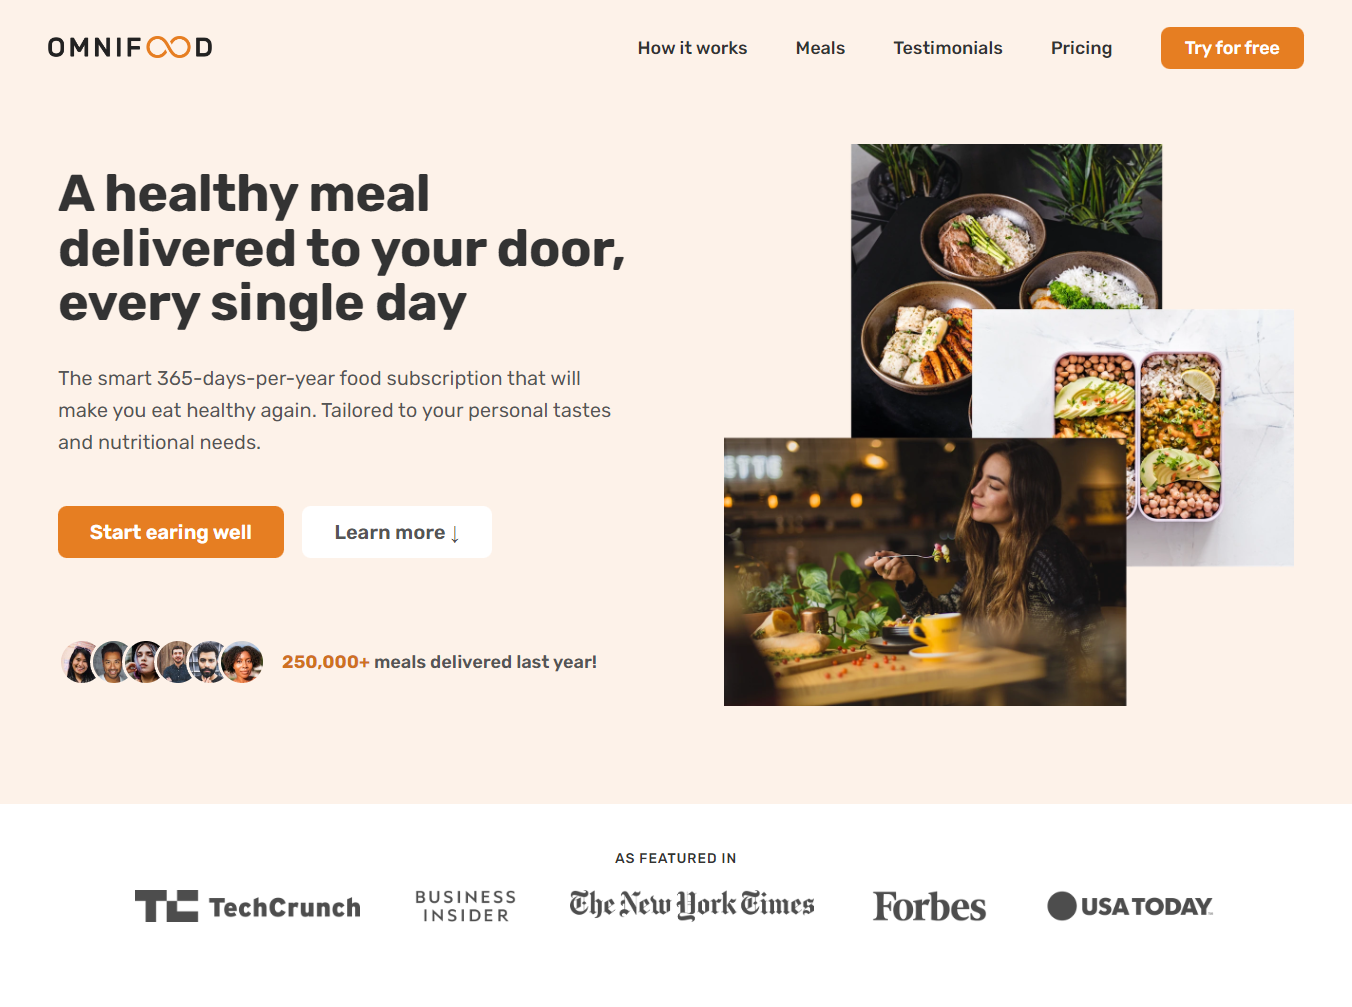 OMNIFOOD
How it works
Meals
Testimonials
Pricing
Try for free
A healthy meal
delivered to your door,
every single day
The smart 365-days-per-year food subscription that will
make you eat healthy again. Tailored to your personal tastes
and nutritional needs.
Start earing well
Learn more ↓
250,000+ meals delivered last year!
AS FEATURED IN
TC TechCrunch
BUSINESS
INSIDER
The New York Times
Forbes
USA TODAY